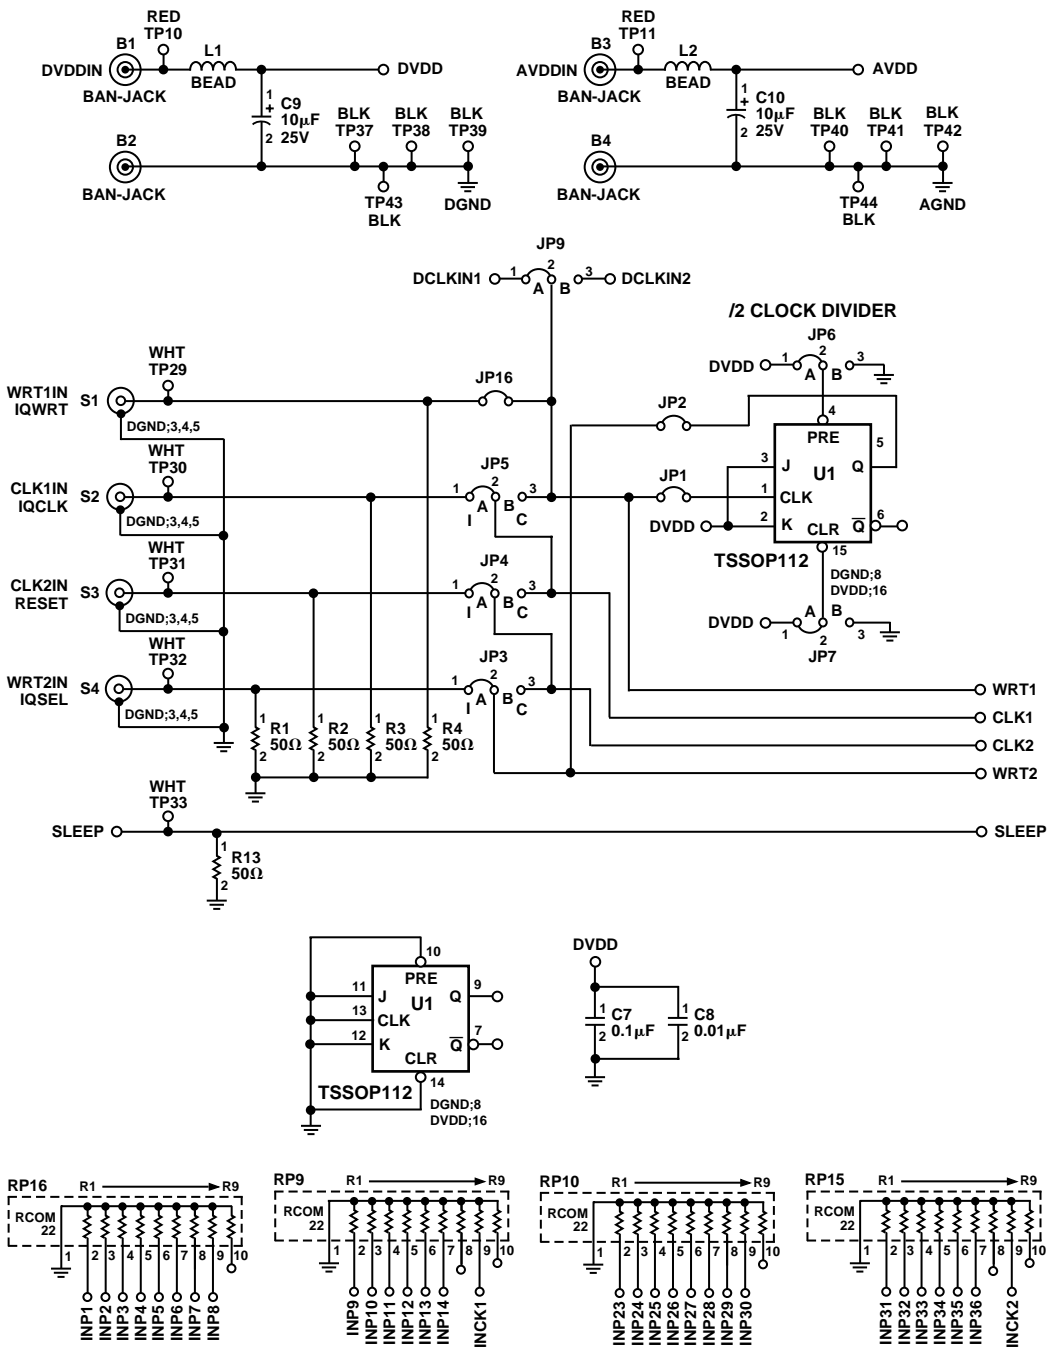 RED
TP10
B1
L1
DVDDIN
DVDD
BEAD
BAN-JACK
1
+
C9
10µF
25V
2
BLK
TP37
BLK
TP38
BLK
TP39
B2
BAN-JACK
TP43
BLK
DGND
RED
TP11
B3
L2
AVDDIN
AVDD
BEAD
BAN-JACK
1
+
C10
10µF
25V
2
BLK
TP40
BLK
TP41
BLK
TP42
B4
BAN-JACK
TP44
BLK
AGND
JP9
DCLKIN1
1
2
3
A
B
DCLKIN2
/2 CLOCK DIVIDER
JP6
DVDD
1
2
3
A
B
WHT
TP29
WRT1IN
IQWRT
S1
DGND;3,4,5
JP16
JP2
4
PRE
5
3
J
U1
Q
1
CLK
2
K
CLR
Q
6
15
TSSOP112
DVDD
DGND;8
DVDD;16
WHT
TP30
CLK1IN
IQCLK
S2
DGND;3,4,5
JP5
1
2
3
A
B
I
C
JP1
WHT
TP31
CLK2IN
RESET
S3
DGND;3,4,5
JP4
1
2
3
A
B
I
C
DVDD
A
B
1
2
3
JP7
WHT
TP32
WRT2IN
IQSEL
S4
DGND;3,4,5
JP3
1
2
3
A
B
I
C
1
R1
50Ω
2
1
R2
50Ω
2
1
R3
50Ω
2
1
R4
50Ω
2
WRT1
CLK1
CLK2
WRT2
WHT
TP33
SLEEP
SLEEP
1
R13
50Ω
2
10
PRE
11
J
U1
Q
9
13
CLK
12
K
Q
7
CLR
14
TSSOP112
DGND;8
DVDD;16
DVDD
1
C7
0.1µF
2
1
C8
0.01µF
2
RP16
R1
R9
RCOM
22
1
2
3
4
5
6
7
8
9
10
INP1
INP2
INP3
INP4
INP5
INP6
INP7
INP8
RP9
R1
R9
RCOM
22
1
2
3
4
5
6
7
8
9
10
INP9
INP10
INP11
INP12
INP13
INP14
INCK1
RP10
R1
R9
RCOM
22
1
2
3
4
5
6
7
8
9
10
INP23
INP24
INP25
INP26
INP27
INP28
INP29
INP30
RP15
R1
R9
RCOM
22
1
2
3
4
5
6
7
8
9
10
INP31
INP32
INP33
INP34
INP35
INP36
INCK2